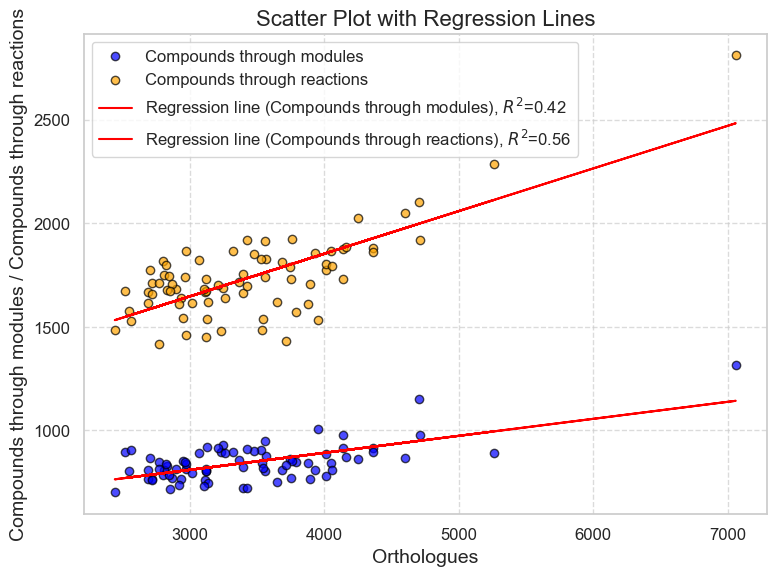 Scatter Plot with Regression Lines
Compounds through modules
Compounds through reactions
Regression line (Compounds through modules), $R^2$=0.42
Regression line (Compounds through reactions), $R^2$=0.56
Compounds through modules / Compounds through reactions
2500
2000
1500
1000
3000 4000 5000 6000 7000
Orthologues